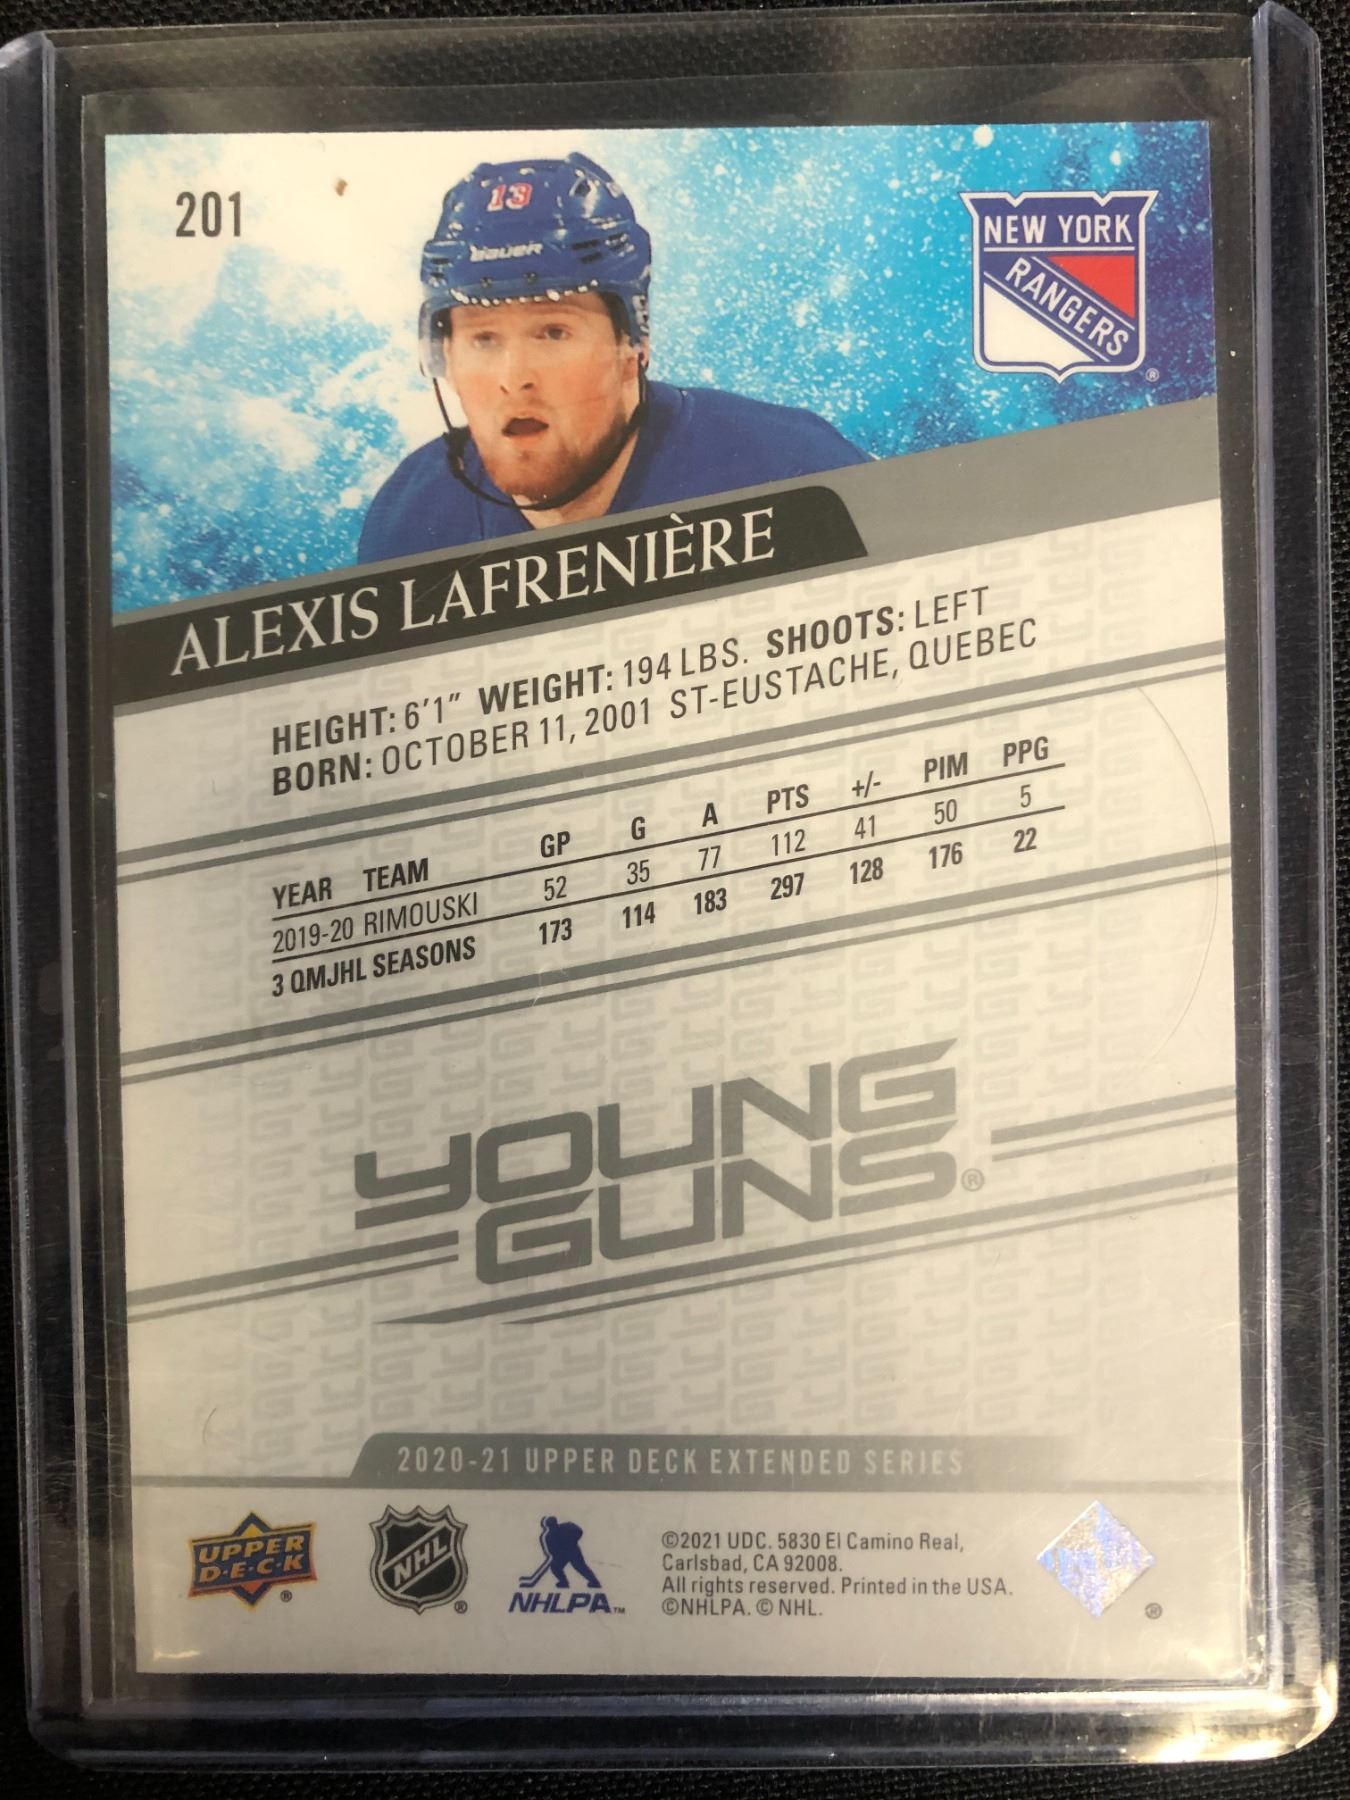 201
13
BAUER
NEW YORK
RANGERS
®
ALEXIS LAFRENIÈRE
HEIGHT: 6'1" WEIGHT: 194 LBS. SHOOTS: LEFT
BORN: OCTOBER 11, 2001 ST-EUSTACHE, QUEBEC
YEAR TEAM GP G A PTS +/- PIM PPG
2019-20 RIMOUSKI 52 35 77 112 41 50 5
3 QMJHL SEASONS 173 114 183 297 128 176 22
YOUNG
GUNS®
2020-21 UPPER DECK EXTENDED SERIES
UPPER
D·E·C·K
®
NHL
®
NHLPA™
©2021 UDC. 5830 El Camino Real,
Carlsbad, CA 92008.
All rights reserved. Printed in the USA.
©NHLPA. © NHL.
®